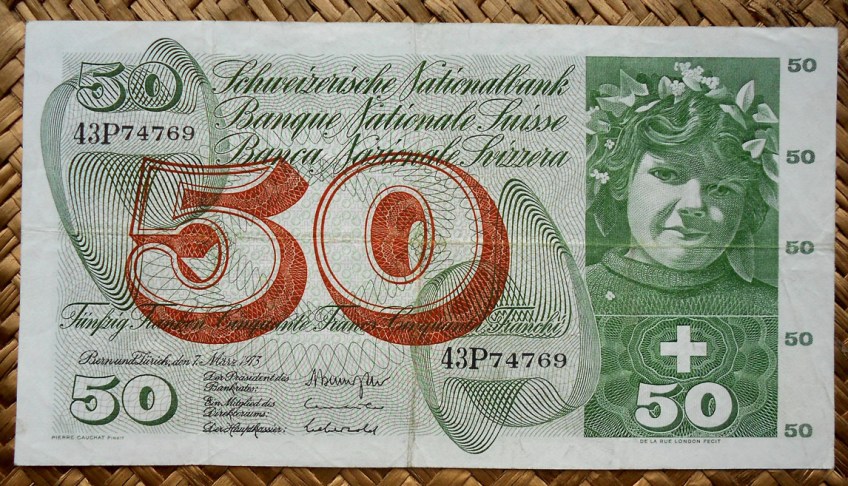 50
43P74769
Schweizerische Nationalbank
Banque Nationale Suisse
Banca Nazionale Svizzera
50
Fünfzig Franken Cinquante Francs Cinquanta Franchi
Bern und Zürich, den 7. März 1973
Der Präsident des
Bankrates:
Ein Mitglied des
Direktoriums:
Der Hauptkassier:
43P74769
50
PIERRE GAUCHAT Pinxit
50
50
50
50
50
50
DE LA RUE LONDON FECIT